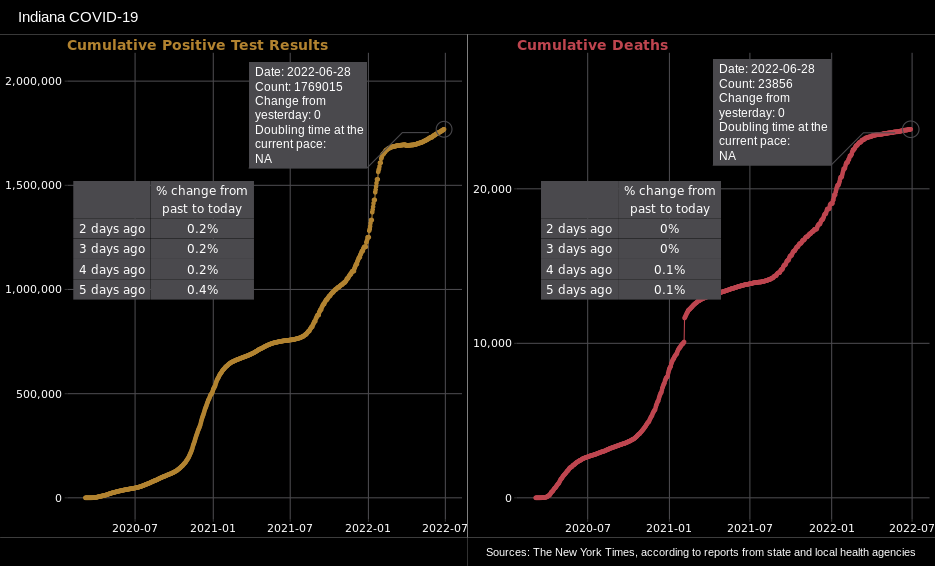 Indiana COVID-19
Cumulative Positive Test Results
2,000,000
1,500,000
1,000,000
500,000
0
Date: 2022-06-28
Count: 1769015
Change from
yesterday: 0
Doubling time at the
current pace:
NA
% change from
past to today
2 days ago 0.2%
3 days ago 0.2%
4 days ago 0.2%
5 days ago 0.4%
2020-07 2021-01 2021-07 2022-01 2022-07
Cumulative Deaths
20,000
10,000
0
Date: 2022-06-28
Count: 23856
Change from
yesterday: 0
Doubling time at the
current pace:
NA
% change from
past to today
2 days ago 0%
3 days ago 0%
4 days ago 0.1%
5 days ago 0.1%
2020-07 2021-01 2021-07 2022-01 2022-07
Sources: The New York Times, according to reports from state and local health agencies